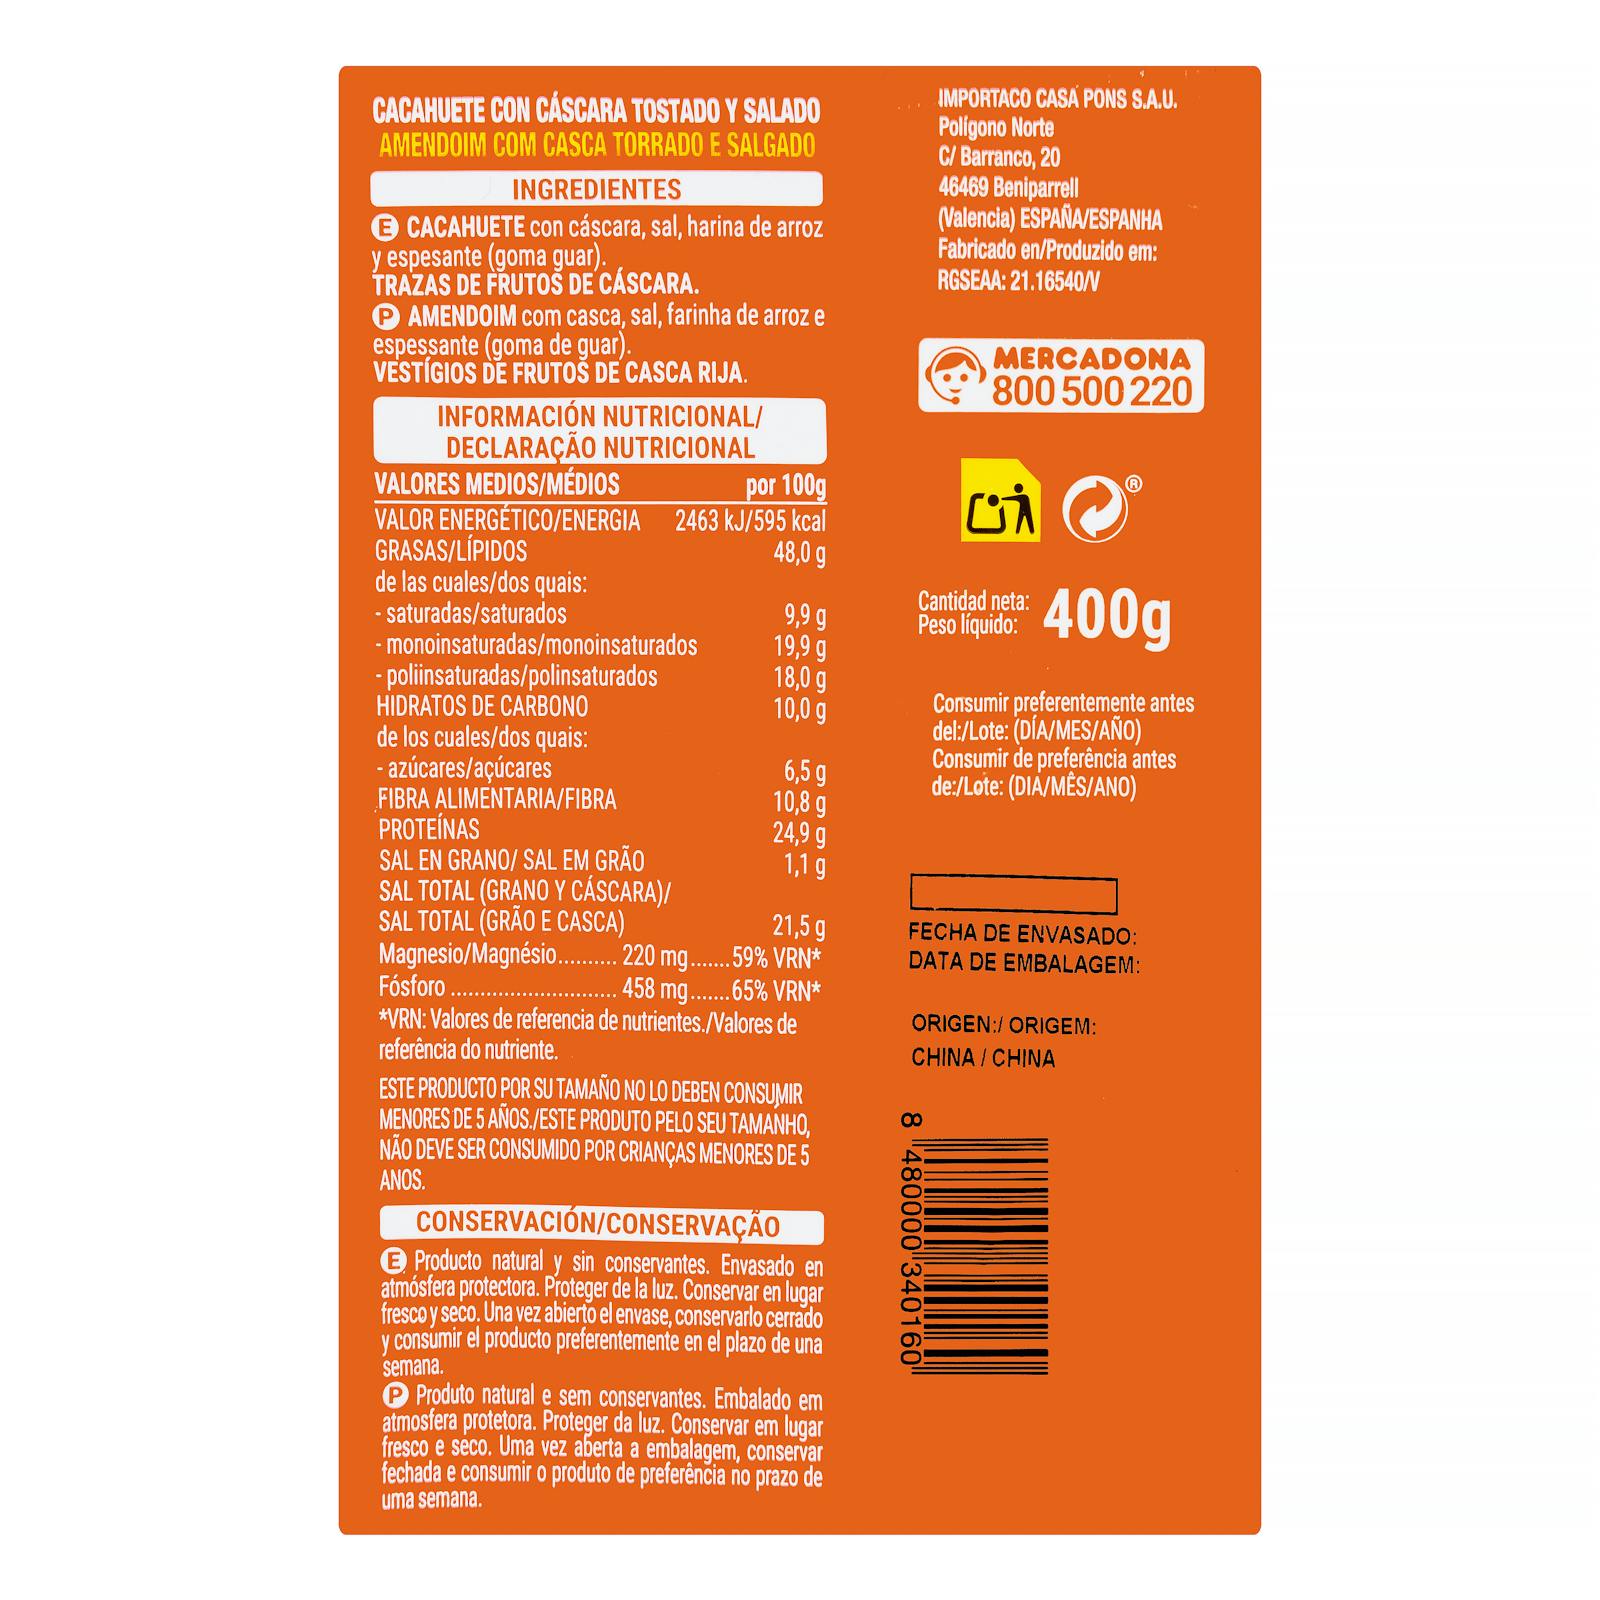 CACAHUETE CON CÁSCARA TOSTADO Y SALADO
AMENDOIM COM CASCA TORRADO E SALGADO
INGREDIENTES
E CACAHUETE con cáscara, sal, harina de arroz
y espesante (goma guar).
TRAZAS DE FRUTOS DE CÁSCARA.
P AMENDOIM com casca, sal, farinha de arroz e
espessante (goma de guar).
VESTÍGIOS DE FRUTOS DE CASCA RIJA.
INFORMACIÓN NUTRICIONAL/
DECLARAÇÃO NUTRICIONAL
VALORES MEDIOS/MÉDIOS por 100g
VALOR ENERGÉTICO/ENERGIA 2463 kJ/595 kcal
GRASAS/LÍPIDOS 48,0 g
de las cuales/dos quais:
- saturadas/saturados 9,9 g
- monoinsaturadas/monoinsaturados 19,9 g
- poliinsaturadas/polinsaturados 18,0 g
HIDRATOS DE CARBONO 10,0 g
de los cuales/dos quais:
- azúcares/açúcares 6,5 g
FIBRA ALIMENTARIA/FIBRA 10,8 g
PROTEÍNAS 24,9 g
SAL EN GRANO/ SAL EM GRÃO 1,1 g
SAL TOTAL (GRANO Y CÁSCARA)/
SAL TOTAL (GRÃO E CASCA) 21,5 g
Magnesio/Magnésio.......... 220 mg.......59% VRN*
Fósforo ............................ 458 mg.......65% VRN*
*VRN: Valores de referencia de nutrientes./Valores de
referência do nutriente.
ESTE PRODUCTO POR SU TAMAÑO NO LO DEBEN CONSUMIR
MENORES DE 5 AÑOS./ESTE PRODUTO PELO SEU TAMANHO,
NÃO DEVE SER CONSUMIDO POR CRIANÇAS MENORES DE 5
ANOS.
CONSERVACIÓN/CONSERVAÇÃO
E Producto natural y sin conservantes. Envasado en
atmósfera protectora. Proteger de la luz. Conservar en lugar
fresco y seco. Una vez abierto el envase, conservarlo cerrado
y consumir el producto preferentemente en el plazo de una
semana.
P Produto natural e sem conservantes. Embalado em
atmosfera protetora. Proteger da luz. Conservar em lugar
fresco e seco. Uma vez aberta a embalagem, conservar
fechada e consumir o produto de preferência no prazo de
uma semana.
IMPORTACO CASA PONS S.A.U.
Polígono Norte
C/ Barranco, 20
46469 Beniparrell
(Valencia) ESPAÑA/ESPANHA
Fabricado en/Produzido em:
RGSEAA: 21.16540/V
MERCADONA
800 500 220
®
Cantidad neta:
Peso líquido: 400g
Consumir preferentemente antes
del:/Lote: (DÍA/MES/AÑO)
Consumir de preferência antes
de:/Lote: (DIA/MÊS/ANO)
FECHA DE ENVASADO:
DATA DE EMBALAGEM:
ORIGEN:/ ORIGEM:
CHINA / CHINA
8 480000 340160